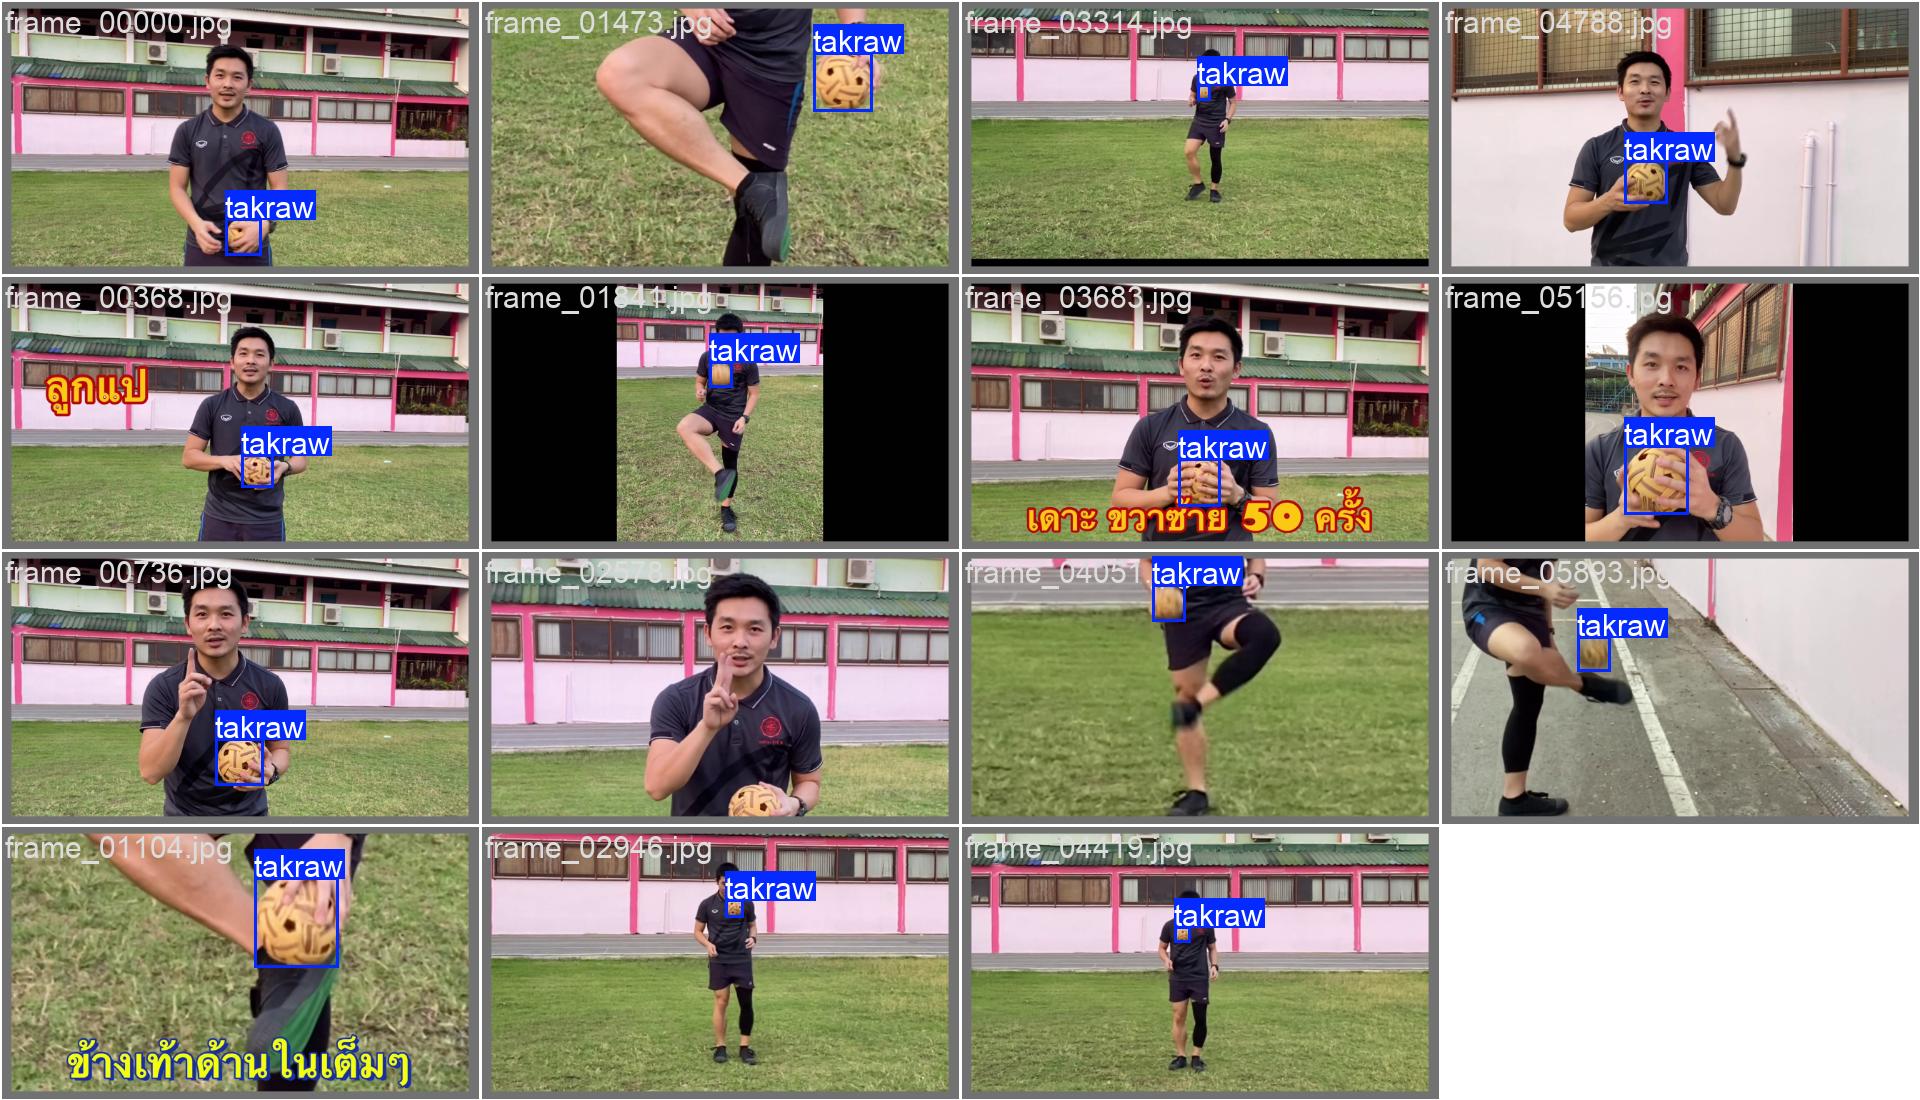 frame_00000.jpg
takraw
frame_01473.jpg
takraw
frame_03314.jpg
takraw
frame_04788.jpg
takraw
frame_00368.jpg
ลูกแป
takraw
frame_01841.jpg
takraw
frame_03683.jpg
takraw
เดาะ ขวาซ้าย 50 ครั้ง
frame_05156.jpg
takraw
frame_00736.jpg
takraw
frame_02578.jpg
frame_04051.
takraw
frame_05893.jpg
takraw
frame_01104.jpg
takraw
ข้างเท้าด้านในเต็มๆ
frame_02946.jpg
takraw
frame_04419.jpg
takraw